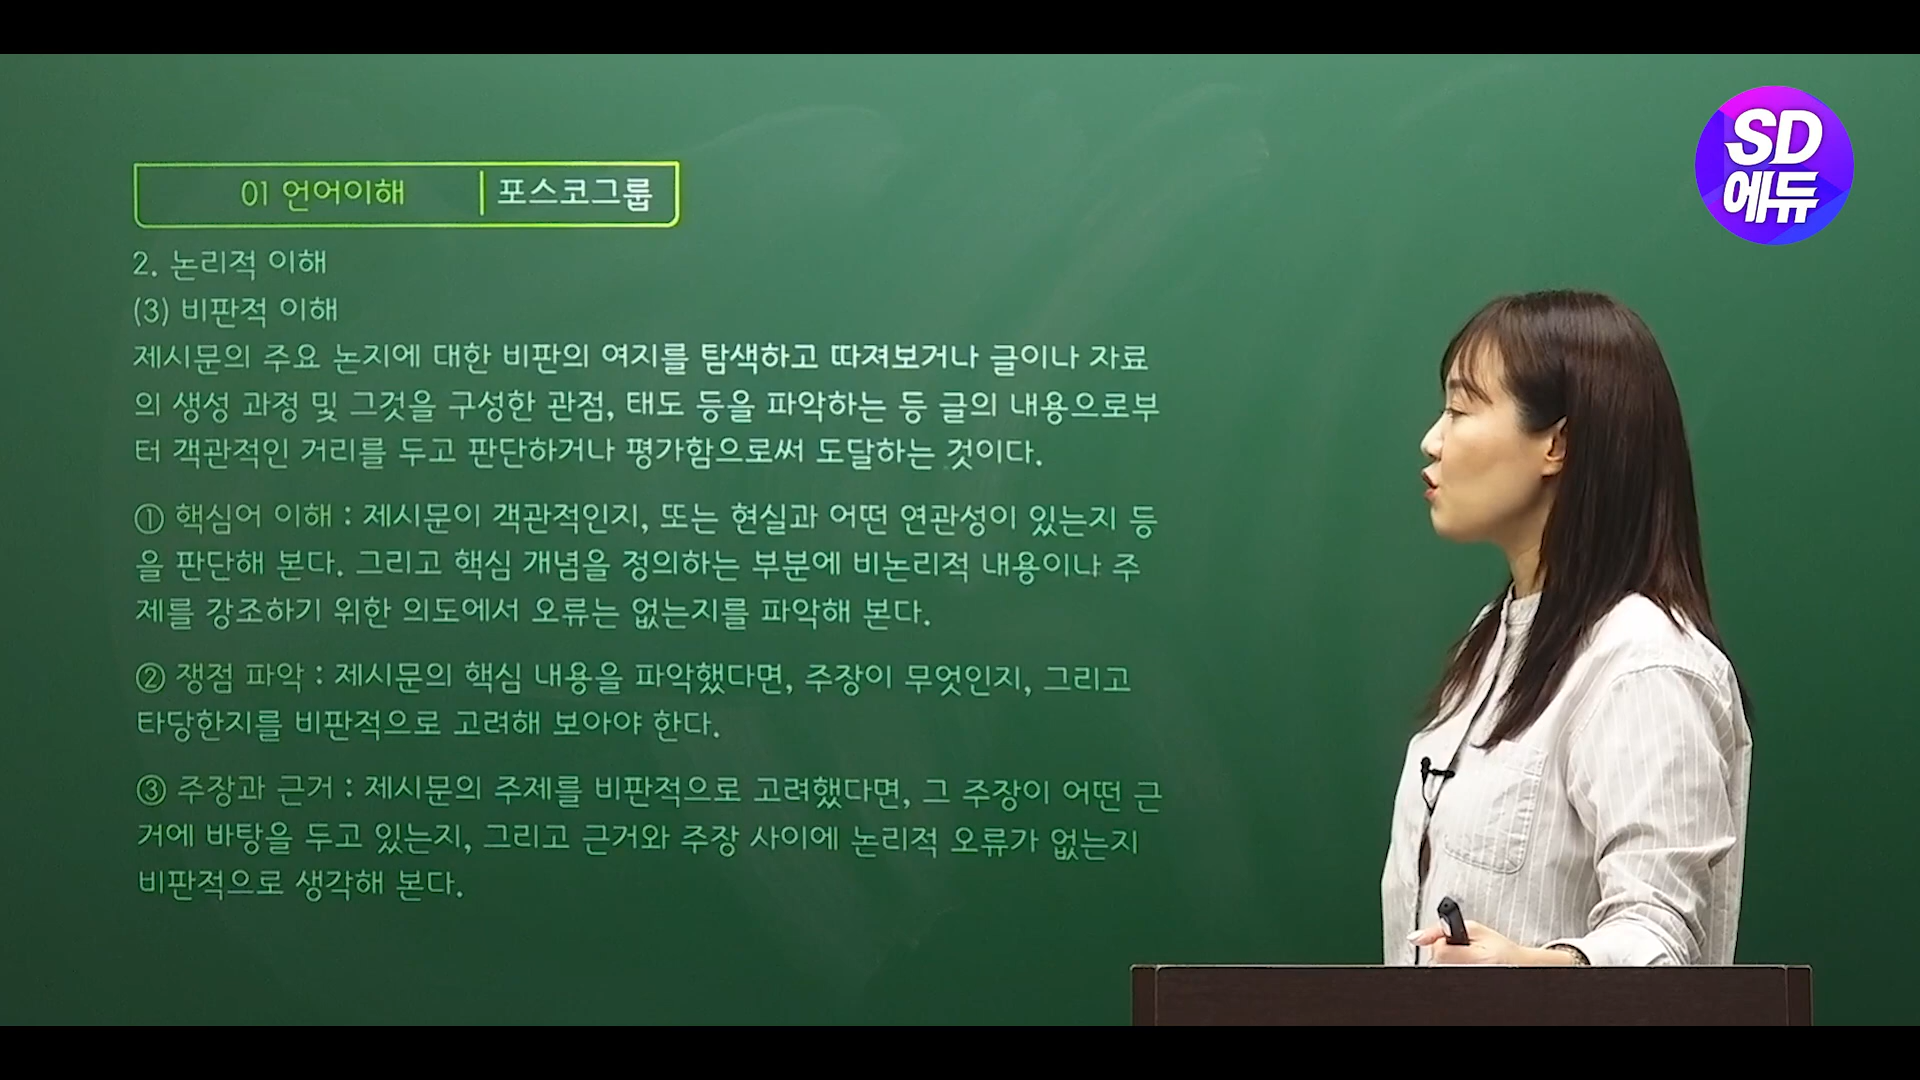 SD
에듀
01 언어이해 포스코그룹
2. 논리적 이해
(3) 비판적 이해
제시문의 주요 논지에 대한 비판의 여지를 탐색하고 따져보거나 글이나 자료
의 생성 과정 및 그것을 구성한 관점, 태도 등을 파악하는 등 글의 내용으로부
터 객관적인 거리를 두고 판단하거나 평가함으로써 도달하는 것이다.
① 핵심어 이해 : 제시문이 객관적인지, 또는 현실과 어떤 연관성이 있는지 등
을 판단해 본다. 그리고 핵심 개념을 정의하는 부분에 비논리적 내용이나 주
제를 강조하기 위한 의도에서 오류는 없는지를 파악해 본다.
② 쟁점 파악 : 제시문의 핵심 내용을 파악했다면, 주장이 무엇인지, 그리고
타당한지를 비판적으로 고려해 보아야 한다.
③ 주장과 근거 : 제시문의 주제를 비판적으로 고려했다면, 그 주장이 어떤 근
거에 바탕을 두고 있는지, 그리고 근거와 주장 사이에 논리적 오류가 없는지
비판적으로 생각해 본다.